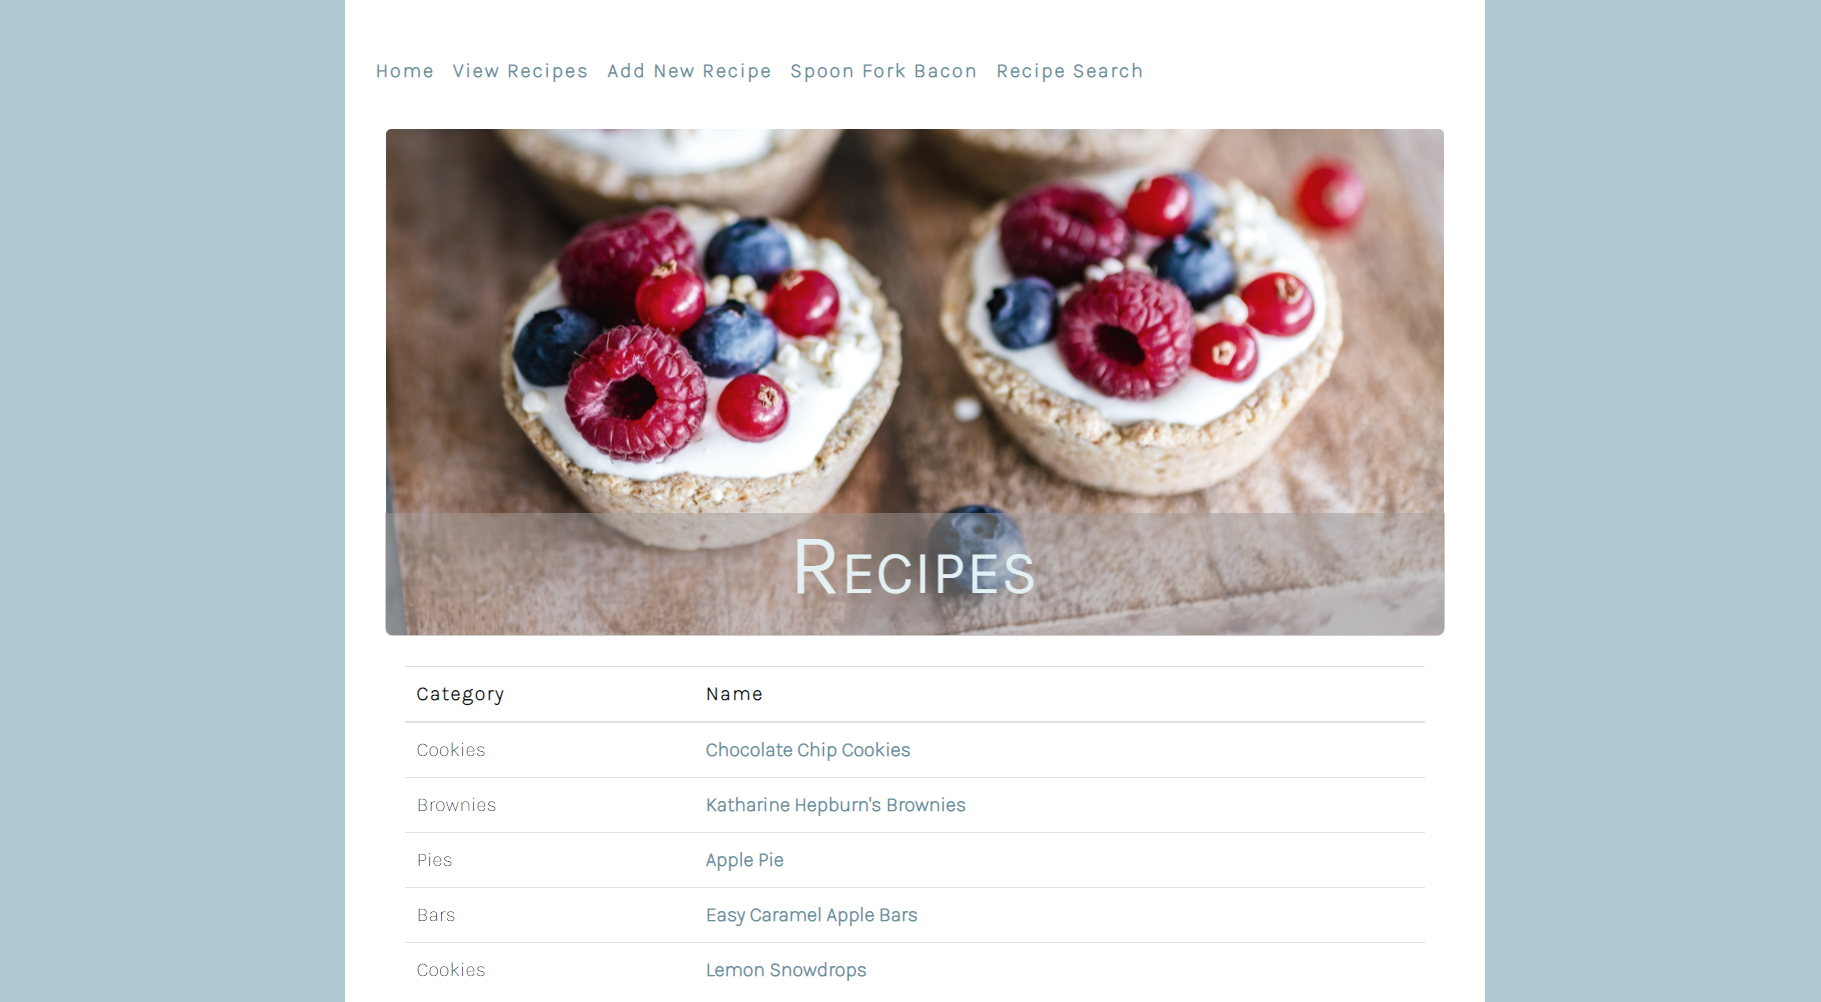 Home View Recipes Add New Recipe Spoon Fork Bacon Recipe Search
Recipes
Category Name
Cookies Chocolate Chip Cookies
Brownies Katharine Hepburn's Brownies
Pies Apple Pie
Bars Easy Caramel Apple Bars
Cookies Lemon Snowdrops